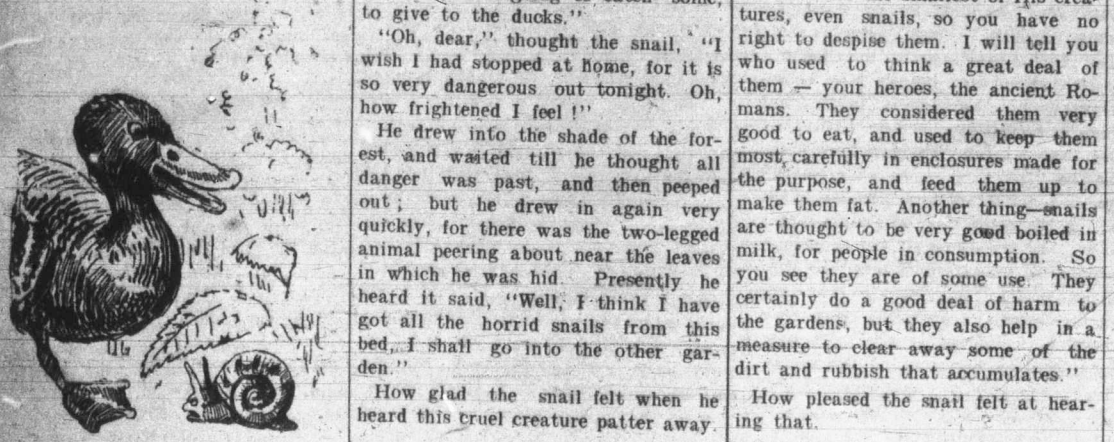 to give to the ducks."
"Oh, dear," thought the snail, "I
wish I had stopped at home, for it is
so very dangerous out tonight. Oh,
how frightened I feel!"
He drew into the shade of the for-
est, and waited till he thought all
danger was past, and then peeped
out; but he drew in again very
quickly, for there was the two-legged
animal peering about near the leaves
in which he was hid. Presently he
heard it said, "Well, I think I have
got all the horrid snails from this
bed, I shall go into the other gar-
den."
How glad the snail felt when he
heard this cruel creature patter away.
tures, even snails, so you have no
right to despise them. I will tell you
who used to think a great deal of
them — your heroes, the ancient Ro-
mans. They considered them very
good to eat, and used to keep them
most carefully in enclosures made for
the purpose, and feed them up to
make them fat. Another thing—snails
are thought to be very good boiled in
milk, for people in consumption. So
you see they are of some use. They
certainly do a good deal of harm to
the gardens, but they also help in a
measure to clear away some of the
dirt and rubbish that accumulates."
How pleased the snail felt at hear-
ing that.